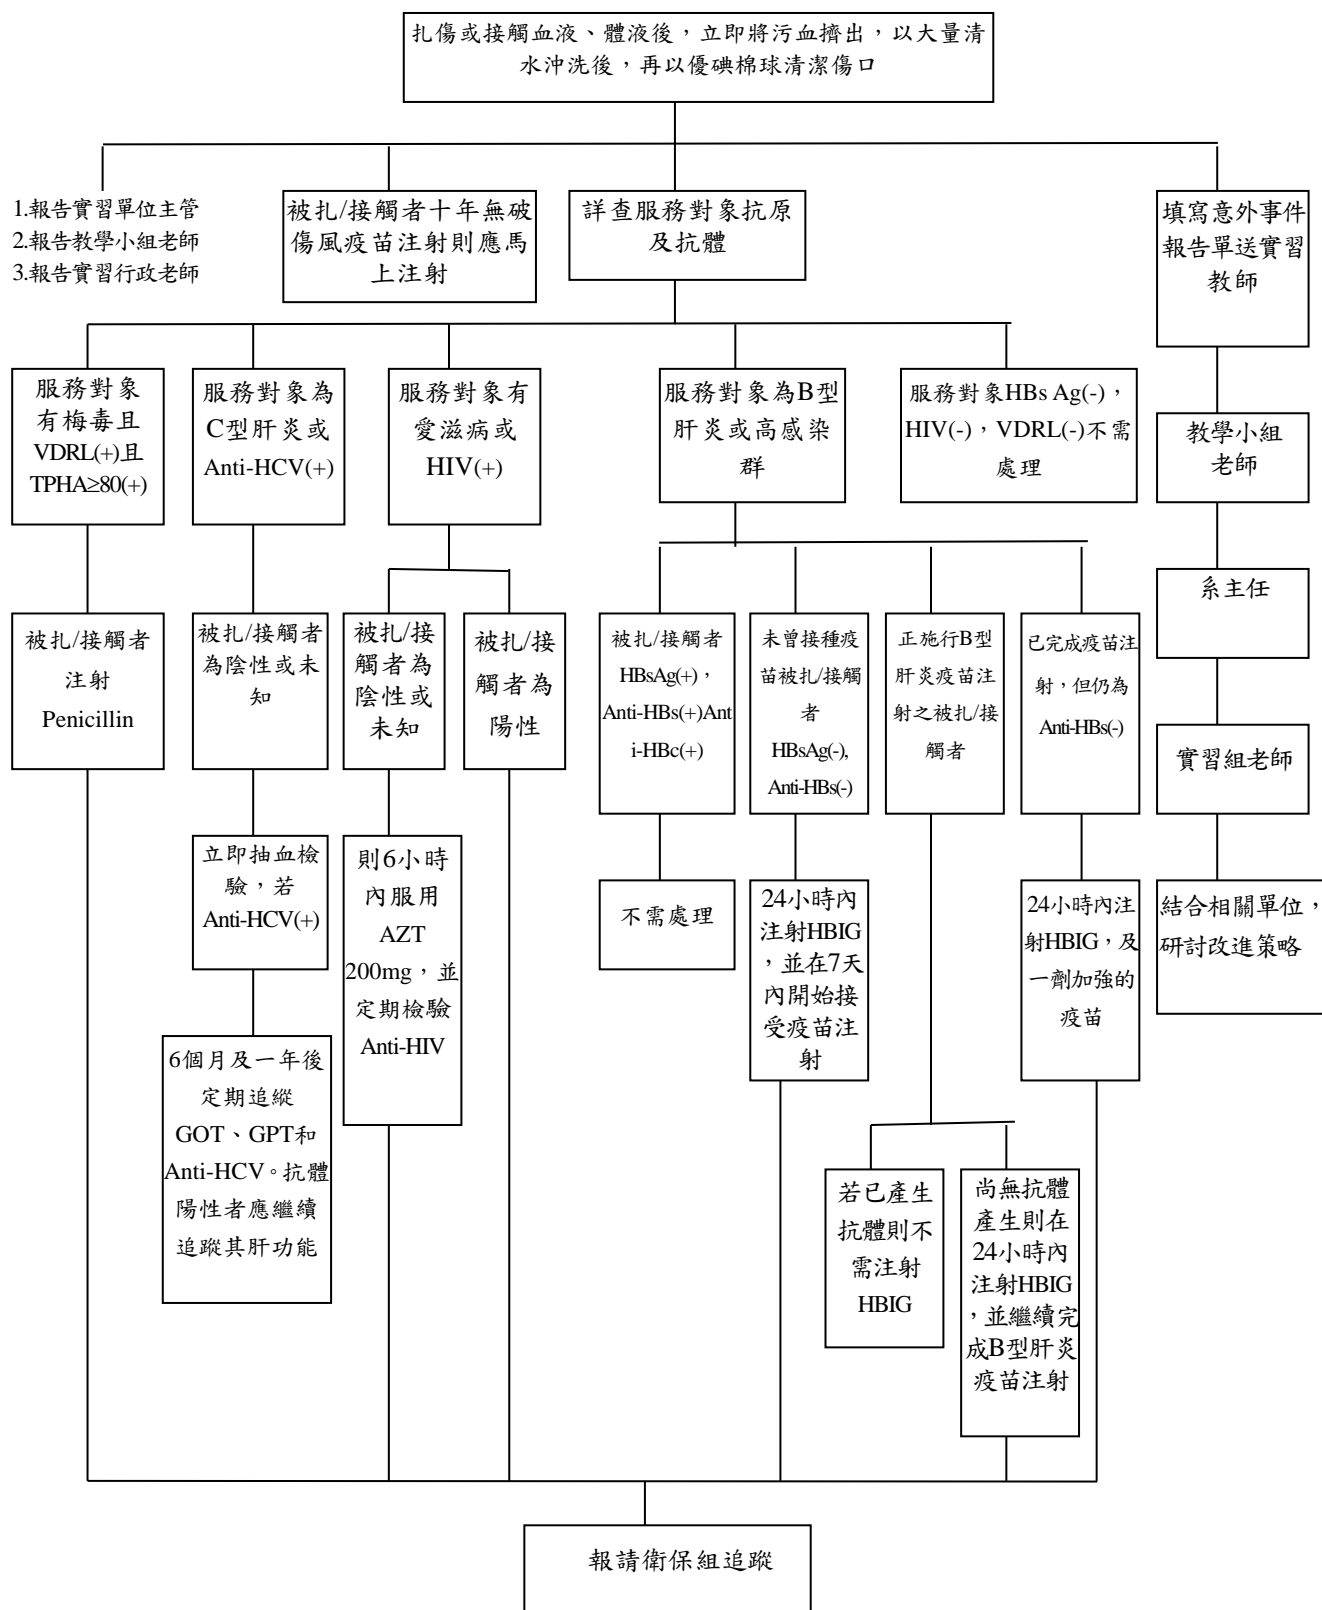 扎傷或接觸血液、體液後，立即將污血擠出，以大量清
水沖洗後，再以優碘棉球清潔傷口
1.報告實習單位主管
2.報告教學小組老師
3.報告實習行政老師
被扎/接觸者十年無破
傷風疫苗注射則應馬
上注射
詳查服務對象抗原
及抗體
填寫意外事件
報告單送實習
教師
服務對象
有梅毒且
VDRL(+)且
TPHA≥80(+)
服務對象為
C型肝炎或
Anti-HCV(+)
服務對象有
愛滋病或
HIV(+)
服務對象為B型
肝炎或高感染
群
服務對象HBs Ag(-)，
HIV(-)，VDRL(-)不需
處理
教學小組
老師
系主任
被扎/接觸者
注射
Penicillin
被扎/接觸者
為陰性或未
知
被扎/接
觸者為
陰性或
未知
被扎/接
觸者為
陽性
被扎/接觸者
HBsAg(+)，
Anti-HBs(+)Ant
i-HBc(+)
未曾接種疫
苗被扎/接觸
者
HBsAg(-),
Anti-HBs(-)
正施行B型
肝炎疫苗注
射之被扎/接
觸者
已完成疫苗注
射，但仍為
Anti-HBs(-)
實習組老師
立即抽血檢
驗，若
Anti-HCV(+)
則6小時
內服用
AZT
200mg，並
定期檢驗
Anti-HIV
不需處理
24小時內
注射HBIG
，並在7天
內開始接
受疫苗注
射
24小時內注
射HBIG，及
一劑加強的
疫苗
結合相關單位，
研討改進策略
6個月及一年後
定期追縱
GOT、GPT和
Anti-HCV。抗體
陽性者應繼續
追蹤其肝功能
若已產生
抗體則不
需注射
HBIG
尚無抗體
產生則在
24小時內
注射HBIG
，並繼續完
成B型肝炎
疫苗注射
報請衛保組追蹤